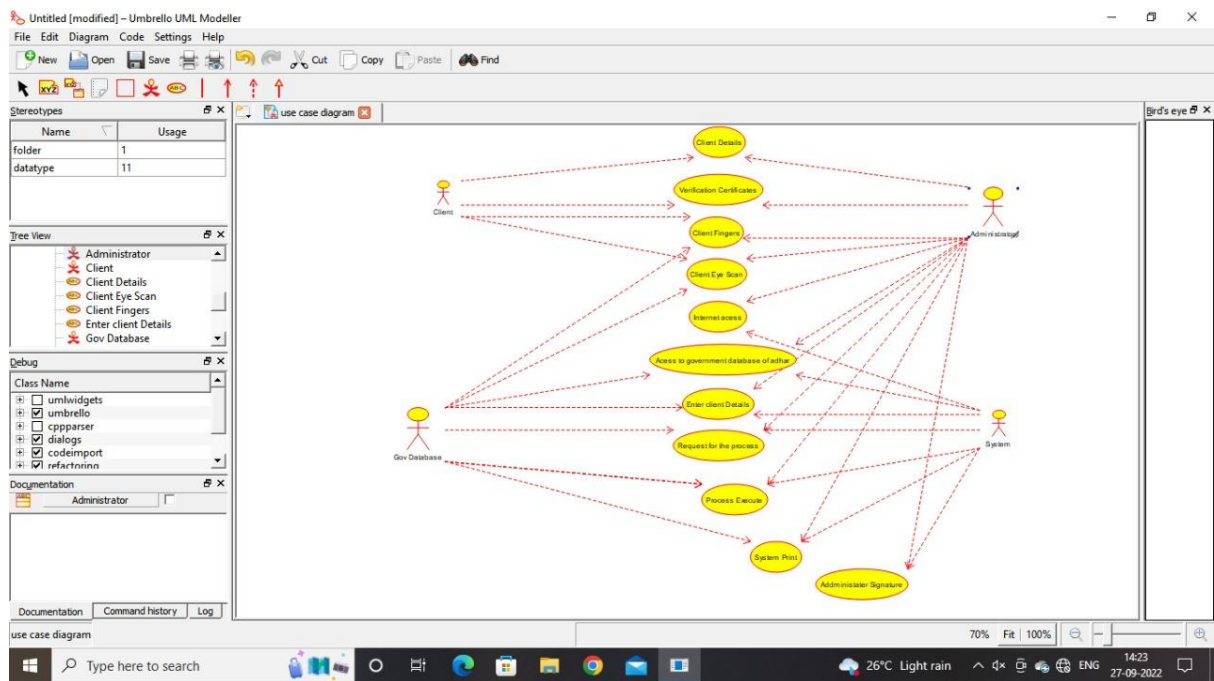 Untitled [modified] – Umbrello UML Modeller
File Edit Diagram Code Settings Help
New Open Save Cut Copy Paste Find
XYZ ABC
Stereotypes
Name Usage
folder 1
datatype 11
Tree View
Administrator
Client
Client Details
Client Eye Scan
Client Fingers
Enter client Details
Gov Database
Debug
Class Name
umlwidgets
umbrello
cppparser
dialogs
codeimport
refactoring
Documentation
Administrator
Documentation Command history Log
use case diagram
Bird's eye
Client Details
Client
Verification Certificates
Administrator
Client Fingers
Client Eye Scan
Internet acess
Acess to government database of adhar
Enter client Details
Gov Database
Request for the process
System
Process Execute
System Print
Addministater Signature
use case diagram
70% Fit 100%
Type here to search
26°C Light rain
ENG
14:23
27-09-2022